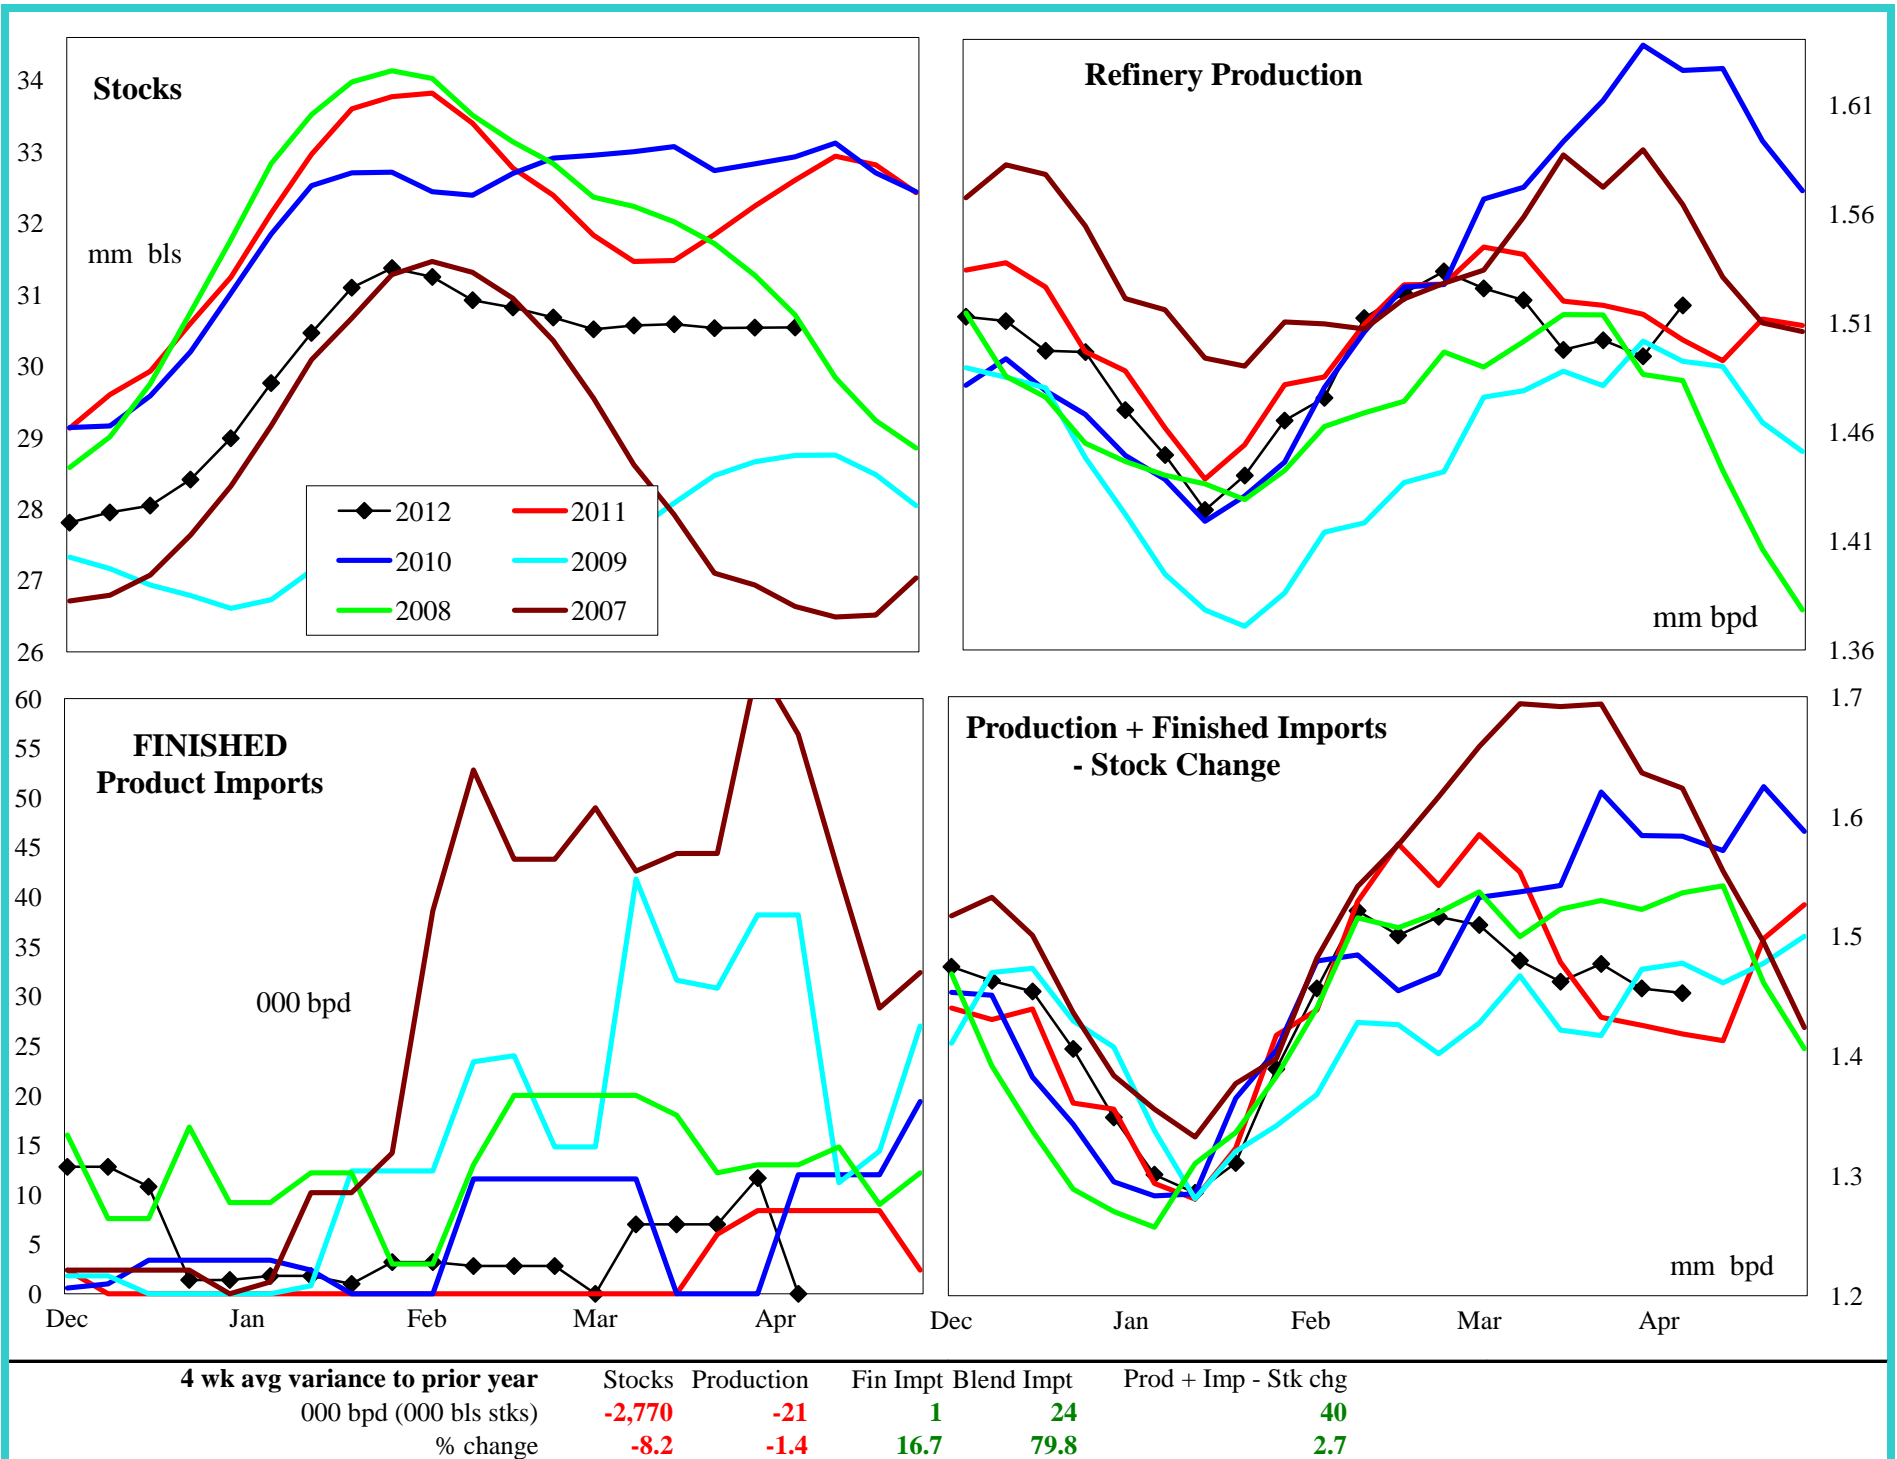 Stocks
mm bls
34
33
32
31
30
29
28
27
26
2012
2011
2010
2009
2008
2007
Refinery Production
mm bpd
1.61
1.56
1.51
1.46
1.41
1.36
FINISHED
Product Imports
000 bpd
60
55
50
45
40
35
30
25
20
15
10
5
0
Dec Jan Feb Mar Apr
Production + Finished Imports
- Stock Change
mm bpd
1.7
1.6
1.5
1.4
1.3
1.2
Dec Jan Feb Mar Apr
4 wk avg variance to prior year Stocks Production Fin Impt Blend Impt Prod + Imp - Stk chg
000 bpd (000 bls stks) -2,770 -21 1 24 40
% change -8.2 -1.4 16.7 79.8 2.7